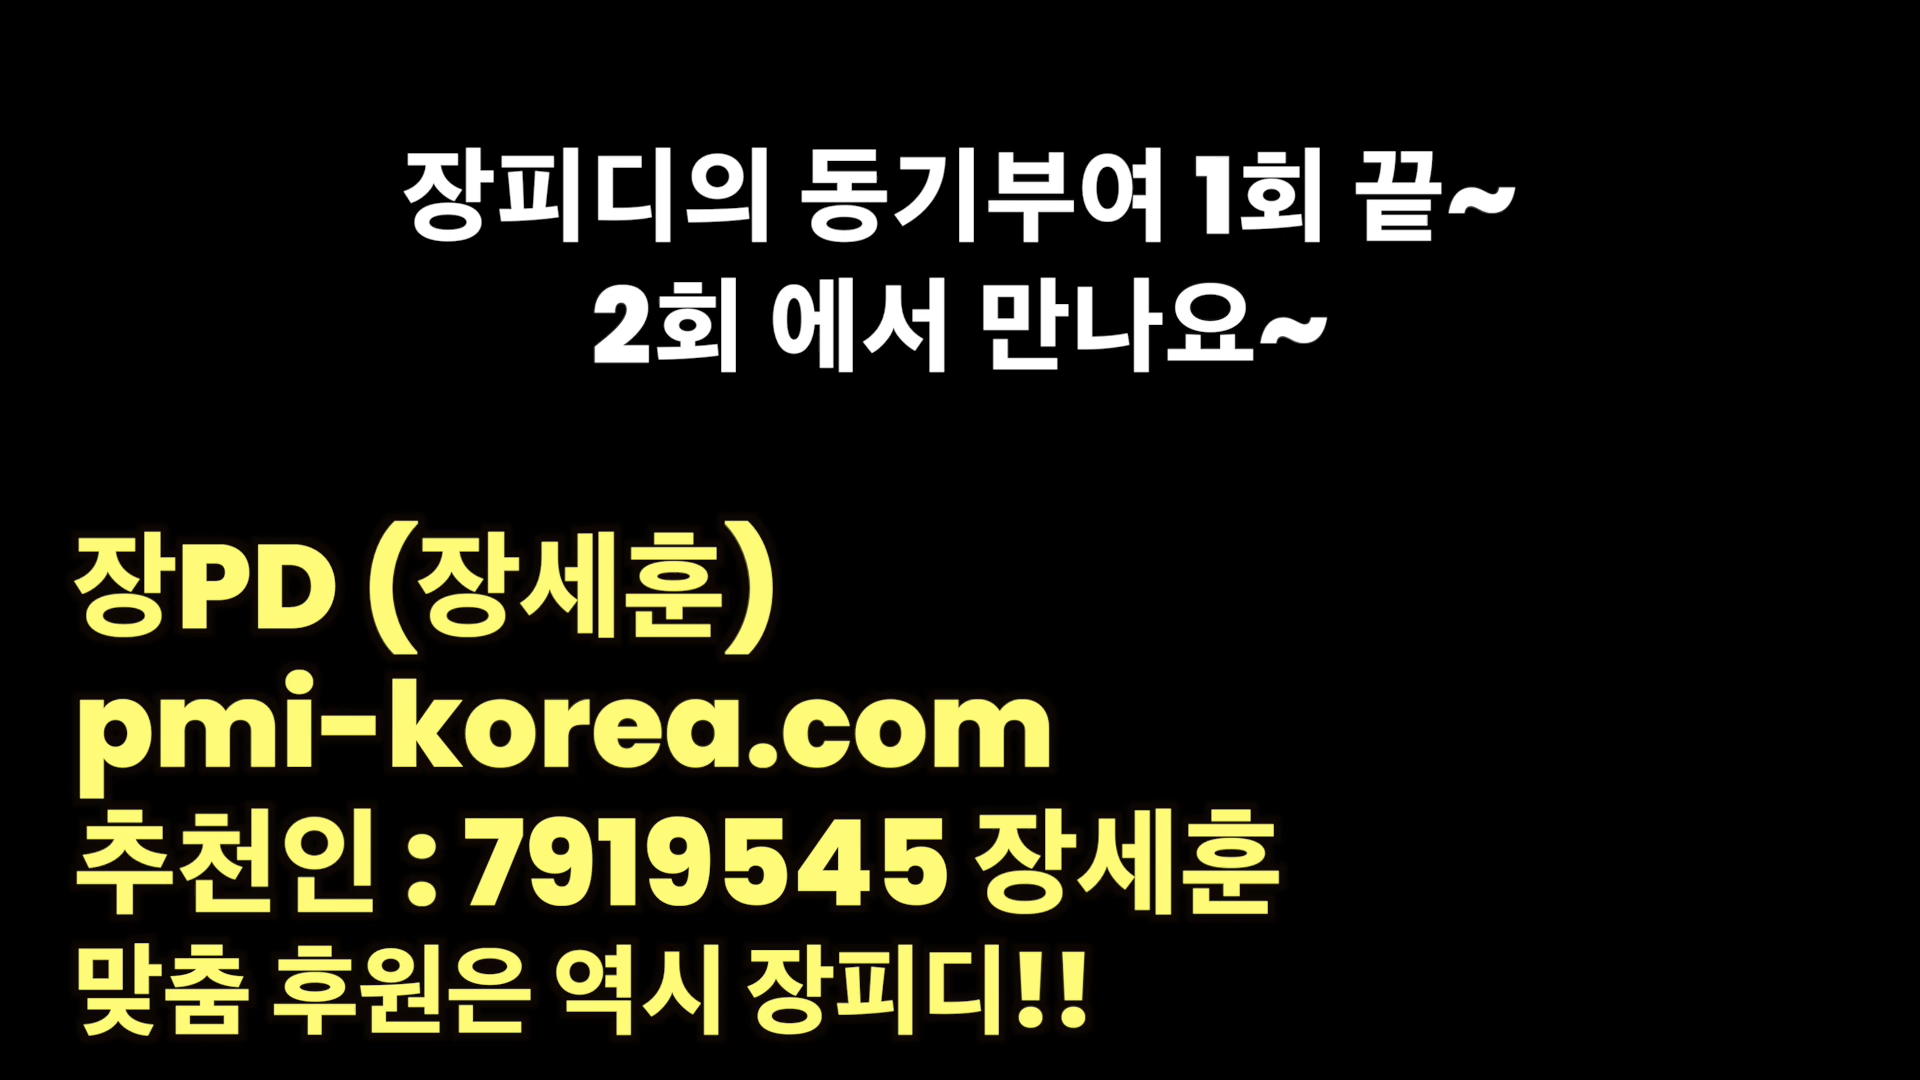 장피디의 동기부여 1회 끝~
2회 에서 만나요~
장PD (장세훈)
pmi-korea.com
추천인 : 7919545 장세훈
맞춤 후원은 역시 장피디!!